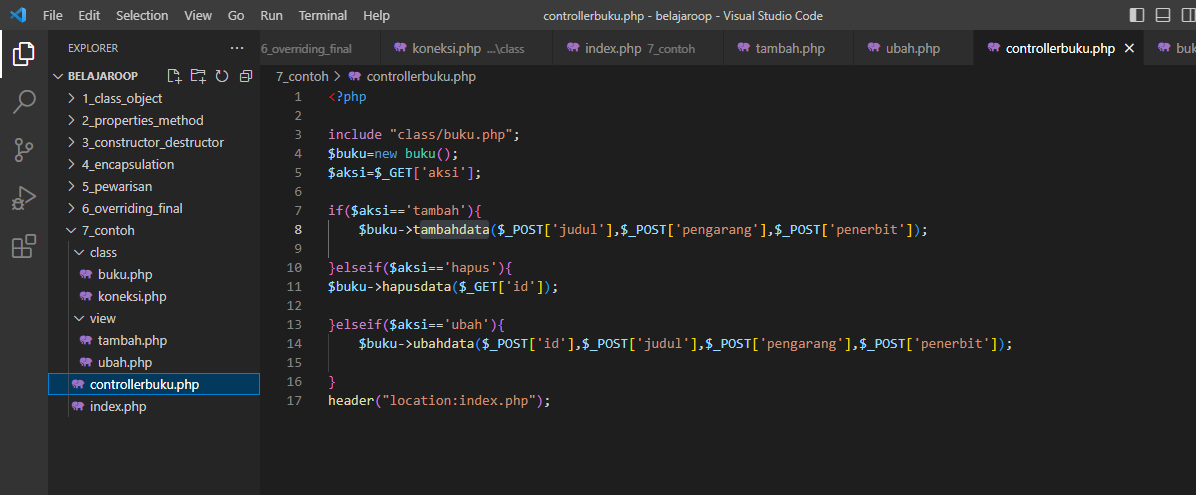 File Edit Selection View Go Run Terminal Help controllerbuku.php - belajaroop - Visual Studio Code
EXPLORER ··· 6_overriding_final koneksi.php ...\class index.php 7_contoh tambah.php ubah.php controllerbuku.php buk
BELAJAROOP
1_class_object
2_properties_method
3_constructor_destructor
4_encapsulation
5_pewarisan
6_overriding_final
7_contoh
class
buku.php
koneksi.php
view
tambah.php
ubah.php
controllerbuku.php
index.php
7_contoh > controllerbuku.php
1 <?php
2
3 include "class/buku.php";
4 $buku=new buku();
5 $aksi=$_GET['aksi'];
6
7 if($aksi=='tambah'){
8 $buku->tambahdata($_POST['judul'],$_POST['pengarang'],$_POST['penerbit']);
9
10 }elseif($aksi=='hapus'){
11 $buku->hapusdata($_GET['id']);
12
13 }elseif($aksi=='ubah'){
14 $buku->ubahdata($_POST['id'],$_POST['judul'],$_POST['pengarang'],$_POST['penerbit']);
15
16 }
17 header("location:index.php");